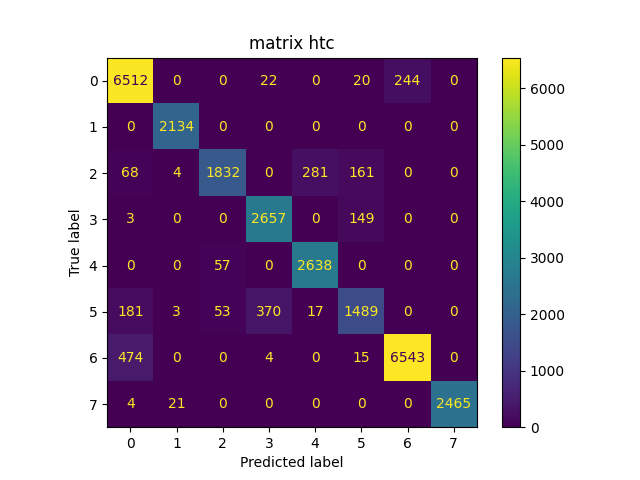 matrix htc
0 6512 0 0 22 0 20 244 0
1 0 2134 0 0 0 0 0 0
2 68 4 1832 0 281 161 0 0
3 3 0 0 2657 0 149 0 0
4 0 0 57 0 2638 0 0 0
5 181 3 53 370 17 1489 0 0
6 474 0 0 4 0 15 6543 0
7 4 21 0 0 0 0 0 2465
0 1 2 3 4 5 6 7
Predicted label
True label
6000
5000
4000
3000
2000
1000
0